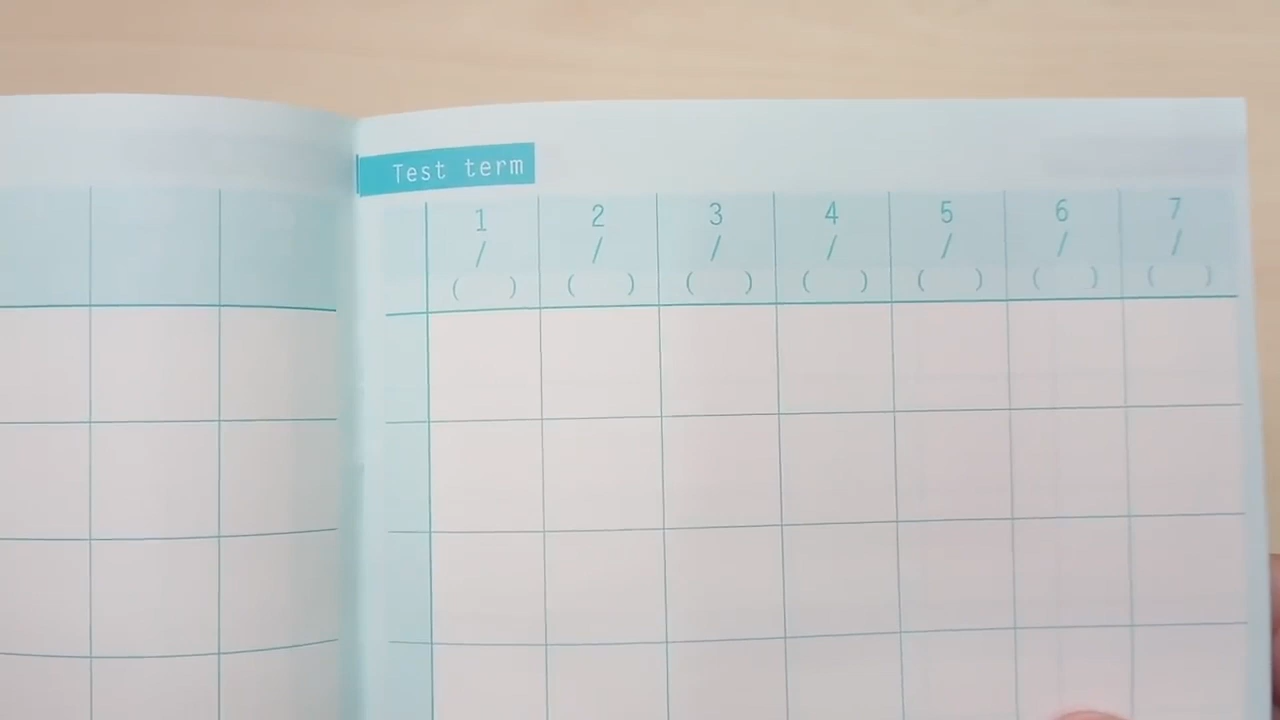 Test term
1 2 3 4 5 6 7
/ / / / / / /
( ) ( ) ( ) ( ) ( ) ( ) ( )